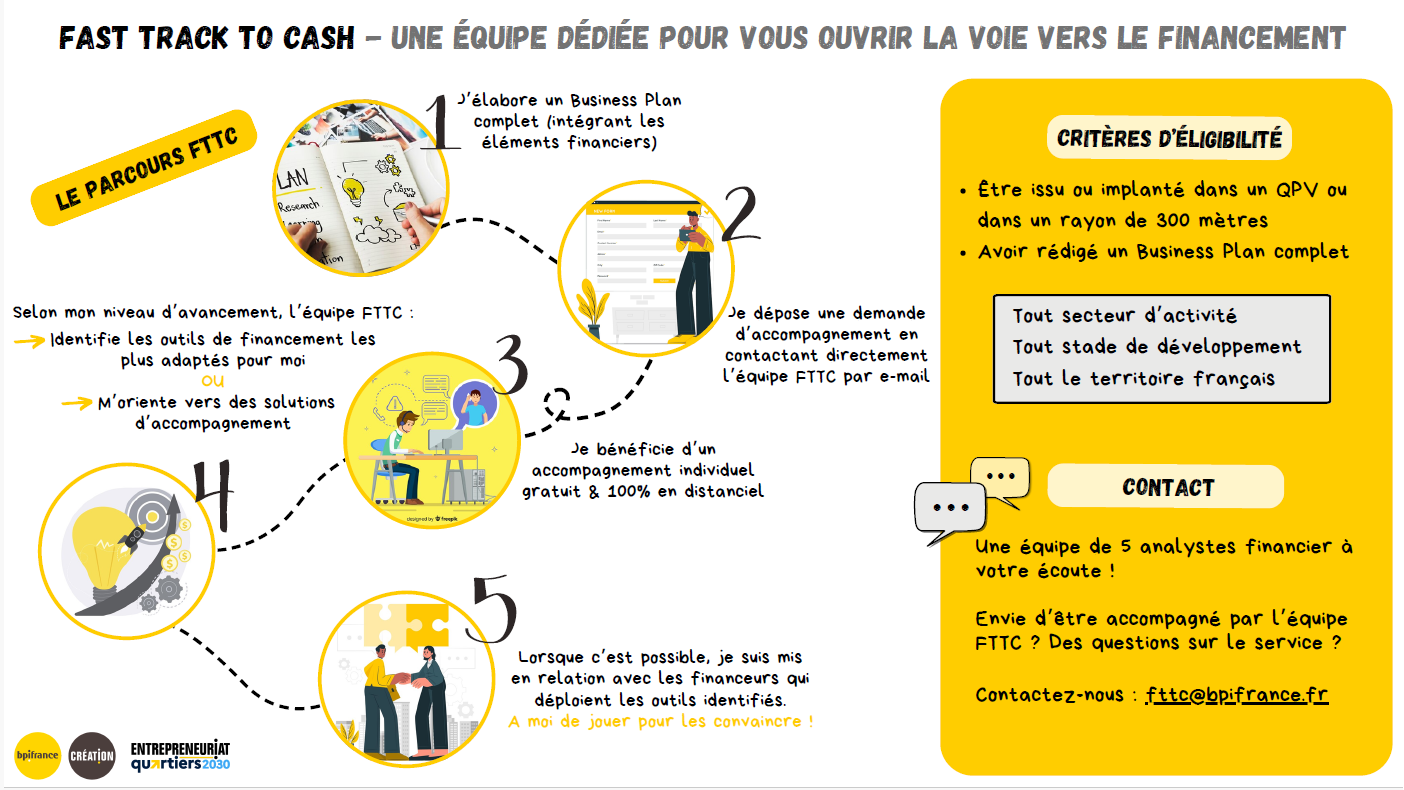 FAST TRACK TO CASH – UNE ÉQUIPE DÉDIÉE POUR VOUS OUVRIR LA VOIE VERS LE FINANCEMENT
LE PARCOURS FTTC
1
J'élabore un Business Plan
complet (intégrant les
éléments financiers)
LAN
Research
2
Je dépose une demande
d'accompagnement en
contactant directement
l'équipe FTTC par e-mail
3
Je bénéficie d'un
accompagnement individuel
gratuit & 100% en distanciel
designed by freepik
4
Selon mon niveau d'avancement, l'équipe FTTC :
Identifie les outils de financement les
plus adaptés pour moi
OU
M'oriente vers des solutions
d'accompagnement
5
Lorsque c'est possible, je suis mis
en relation avec les financeurs qui
déploient les outils identifiés.
A moi de jouer pour les convaincre !
CRITÈRES D'ÉLIGIBILITÉ
• Être issu ou implanté dans un QPV ou
dans un rayon de 300 mètres
• Avoir rédigé un Business Plan complet
Tout secteur d'activité
Tout stade de développement
Tout le territoire français
CONTACT
Une équipe de 5 analystes financier à
votre écoute !
Envie d'être accompagné par l'équipe
FTTC ? Des questions sur le service ?
Contactez-nous : fttc@bpifrance.fr
bpifrance
CRÉATION
ENTREPRENEURIAT
quartiers 2030